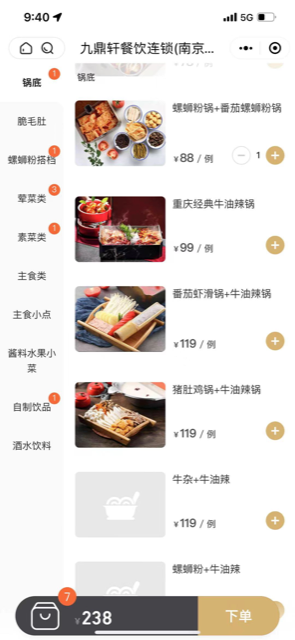 9:40
5G
九鼎轩餐饮连锁(南京...
锅底
1
脆毛肚
螺蛳粉搭档
1
荤菜类
3
素菜类
1
主食类
主食小点
酱料水果小
菜
自制饮品
1
酒水饮料
锅底
螺蛳粉锅+番茄螺蛳粉锅
¥88 / 例
1
重庆经典牛油辣锅
¥99 / 例
番茄虾滑锅+牛油辣锅
¥119 / 例
猪肚鸡锅+牛油辣锅
¥119 / 例
牛杂+牛油辣
¥119 / 例
螺蛳粉+牛油辣
7
¥238
下单